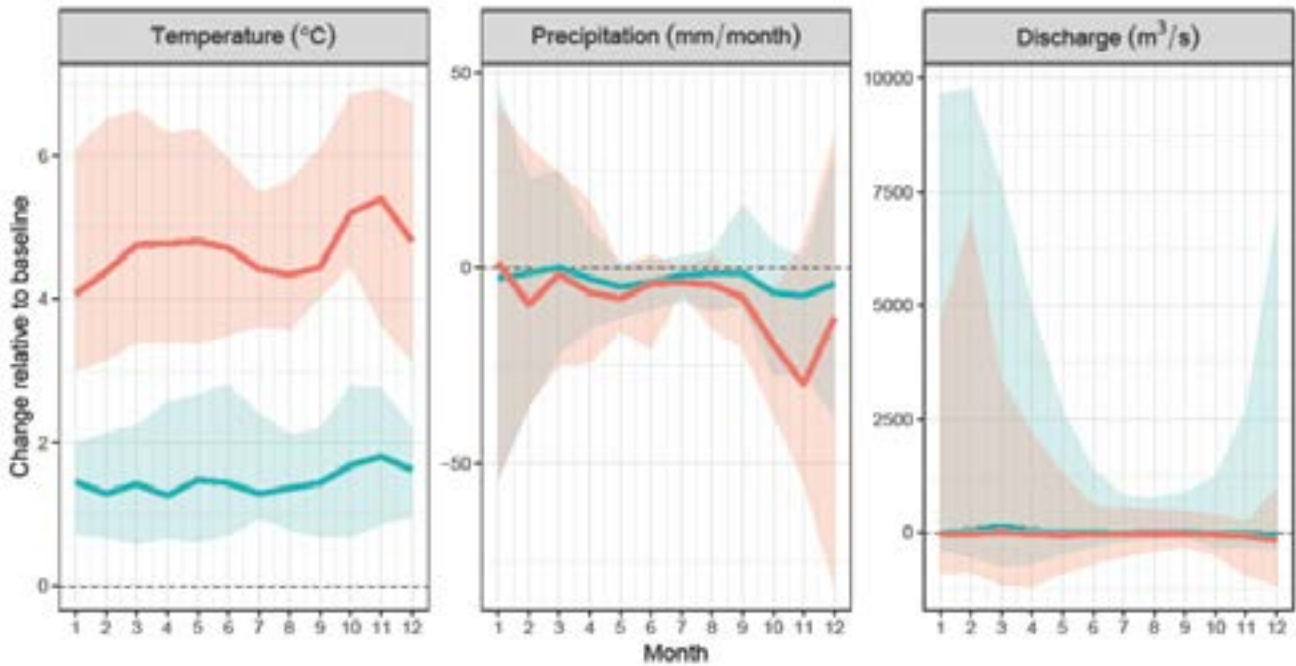 Temperature (°C)
Precipitation (mm/month)
Discharge (m³/s)
Change relative to baseline
6
4
2
0
50
0
−50
10000
7500
5000
2500
0
1 2 3 4 5 6 7 8 9 10 11 12
1 2 3 4 5 6 7 8 9 10 11 12
1 2 3 4 5 6 7 8 9 10 11 12
Month